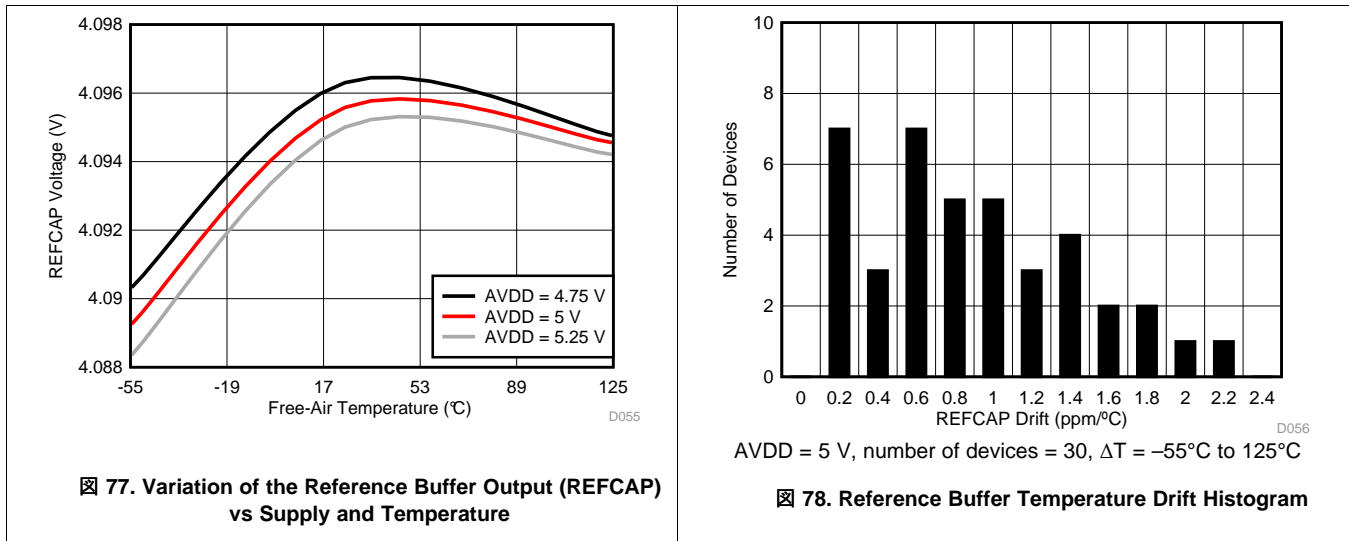 4.098
4.096
4.094
4.092
4.09
4.088
REFCAP Voltage (V)
-55 -19 17 53 89 125
Free-Air Temperature (℃)
D055
AVDD = 4.75 V
AVDD = 5 V
AVDD = 5.25 V
図 77. Variation of the Reference Buffer Output (REFCAP)
vs Supply and Temperature
10
8
6
4
2
0
Number of Devices
0 0.2 0.4 0.6 0.8 1 1.2 1.4 1.6 1.8 2 2.2 2.4
REFCAP Drift (ppm/ºC)
D056
AVDD = 5 V, number of devices = 30, ΔT = –55°C to 125°C
図 78. Reference Buffer Temperature Drift Histogram